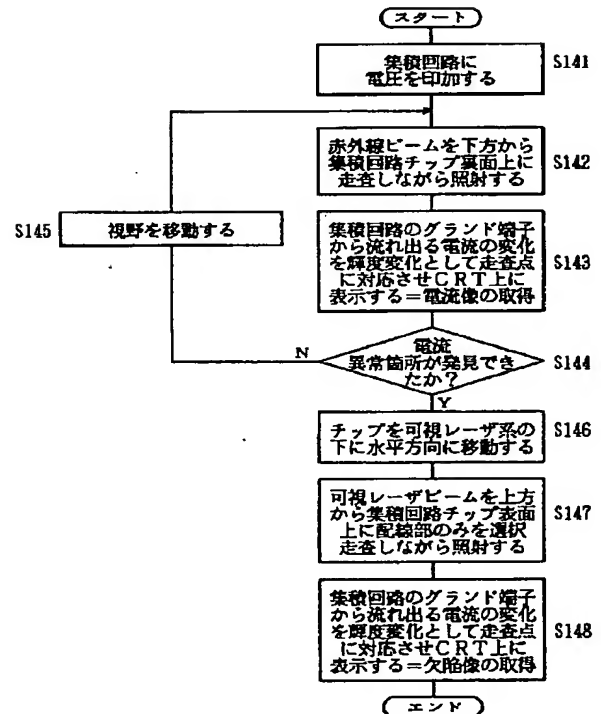 スタート
集積回路に
電圧を印加する
S141
赤外線ビームを下方から
集積回路チップ裏面上に
走査しながら照射する
S142
S145
視野を移動する
集積回路のグランド端子
から流れ出る電流の変化
を輝度変化として走査点
に対応させCRT上に
表示する=電流像の取得
S143
N
電流
異常箇所が発見でき
たか?
S144
Y
チップを可視レーザ系の
下に水平方向に移動する
S146
可視レーザビームを上方
から集積回路チップ表面
上に配線部のみを選択
走査しながら照射する
S147
集積回路のグランド端子
から流れ出る電流の変化
を輝度変化として走査点
に対応させCRT上に
表示する=欠陥像の取得
S148
エンド